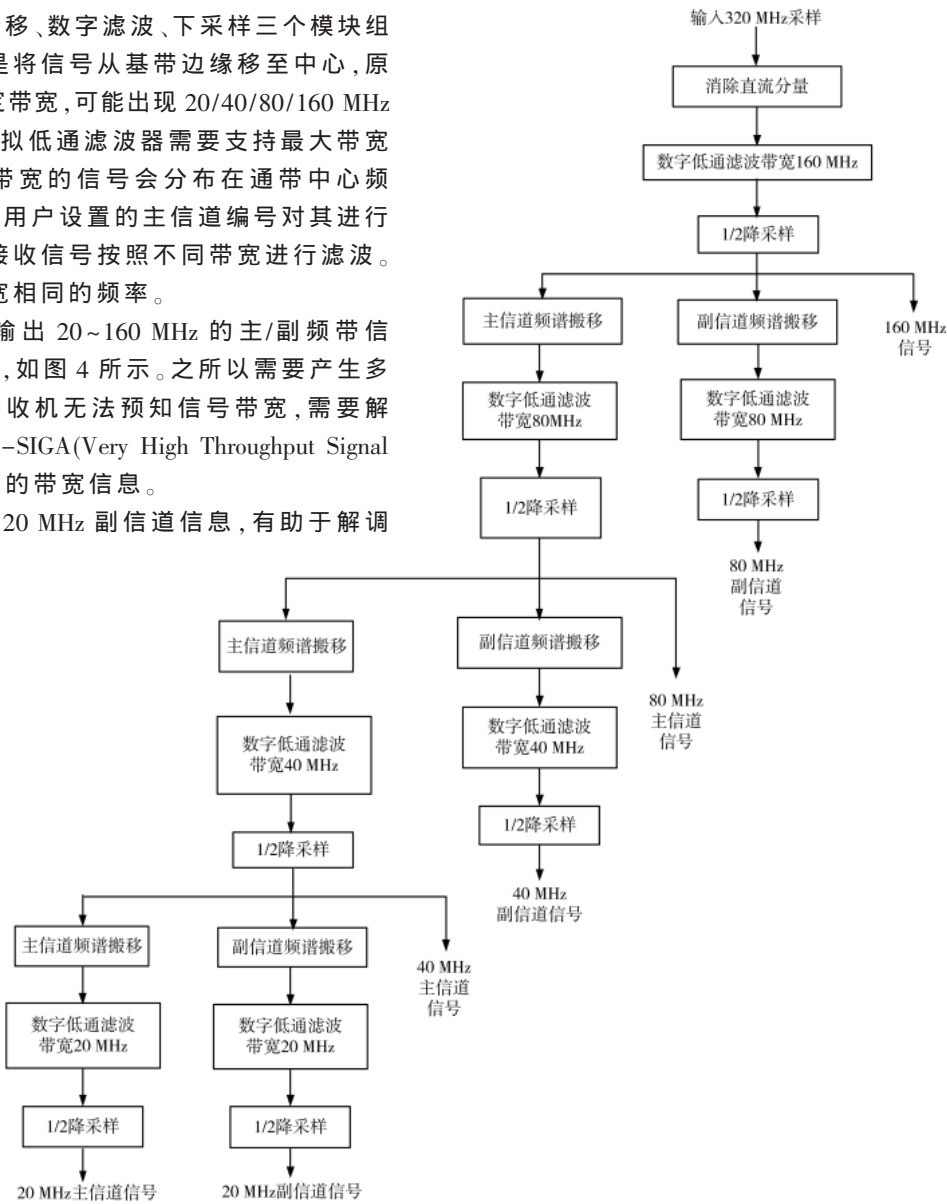 移、数字滤波、下采样三个模块组
是将信号从基带边缘移至中心,原
定带宽,可能出现 20/40/80/160 MHz
拟低通滤波器需要支持最大带宽
带宽的信号会分布在通带中心频
用户设置的主信道编号对其进行
接收信号按照不同带宽进行滤波。
宽相同的频率。
输出 20~160 MHz 的主/副频带信
,如图 4 所示。之所以需要产生多
收机无法预知信号带宽,需要解
-SIGA(Very High Throughput Signal
的带宽信息。
20 MHz 副信道信息,有助于解调
输入320 MHz采样
消除直流分量
数字低通滤波带宽160 MHz
1/2降采样
主信道频谱搬移
副信道频谱搬移
160 MHz
信号
数字低通滤波
带宽80MHz
数字低通滤波
带宽80 MHz
1/2降采样
1/2降采样
80 MHz
副信道
信号
主信道频谱搬移
副信道频谱搬移
80 MHz
主信道
信号
数字低通滤波
带宽40 MHz
数字低通滤波
带宽40 MHz
1/2降采样
1/2降采样
40 MHz
副信道信号
主信道频谱搬移
副信道频谱搬移
40 MHz
主信道
信号
数字低通滤波
带宽20 MHz
数字低通滤波
带宽20 MHz
1/2降采样
1/2降采样
20 MHz主信道信号
20 MHz副信道信号